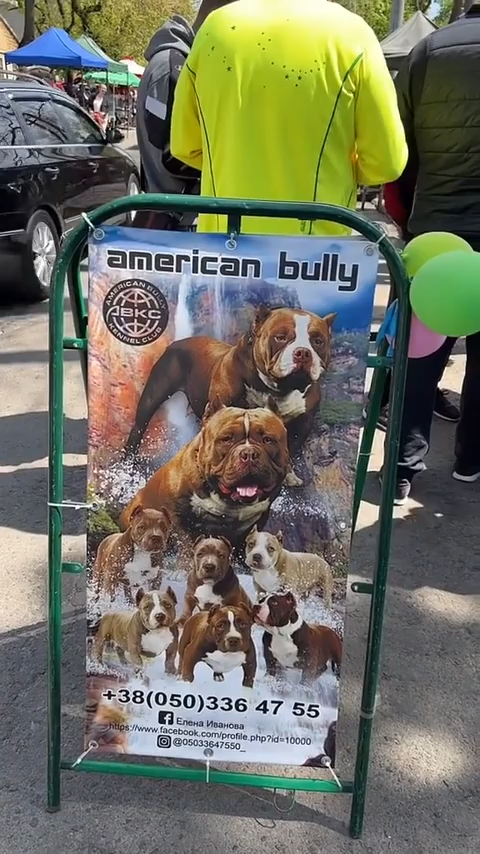 american bully
AMERICAN BULLY
ABKC
KENNEL CLUB
+38(050)336 47 55
Елена Иванова
https://www.facebook.com/profile.php?id=10000
@05033647550_